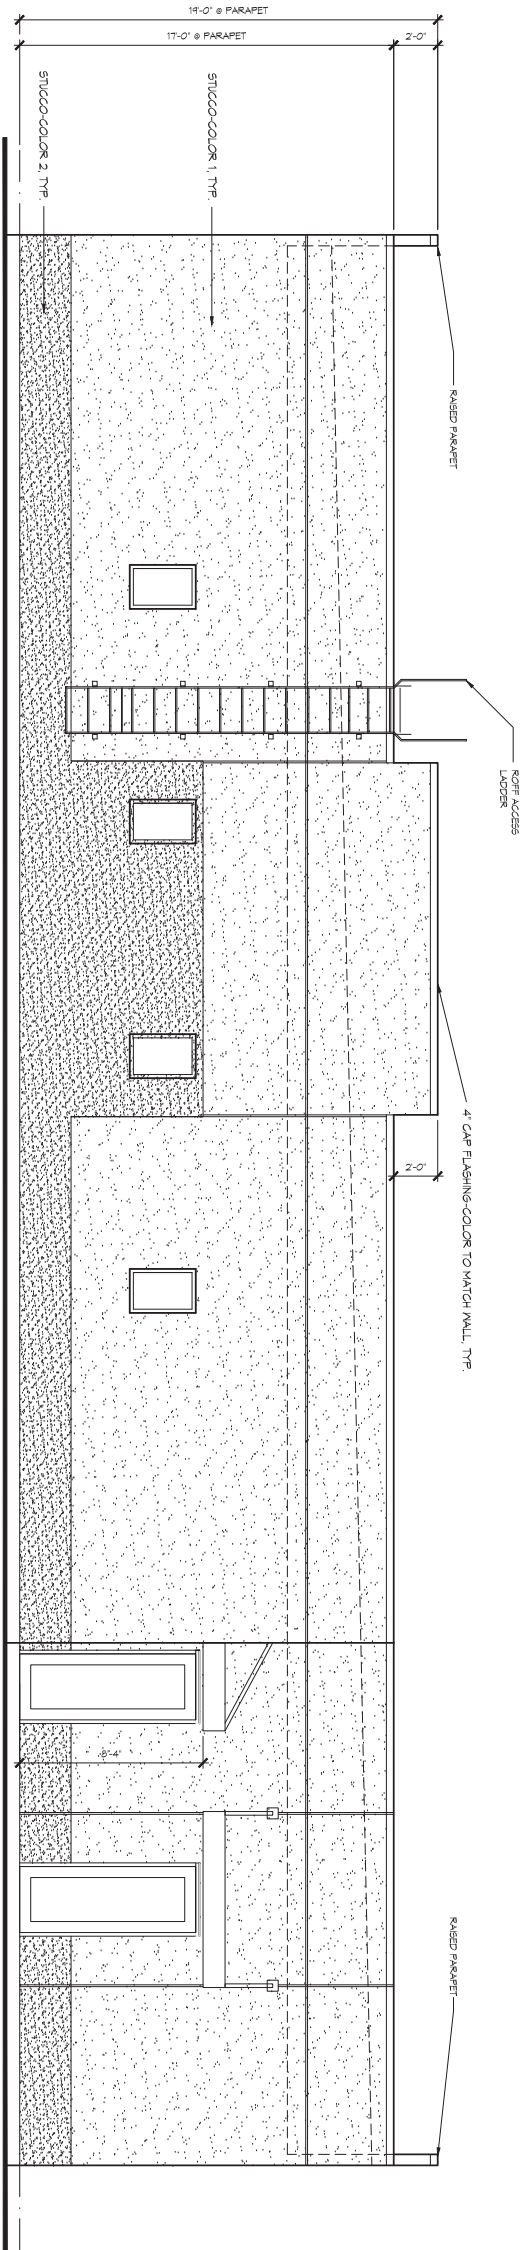 19'-0" @ PARAPET
17'-0" @ PARAPET
2'-0"
STUCCO-COLOR 2, TYP.
STUCCO-COLOR 1, TYP.
RAISED PARAPET
ROFF ACCESS
LADDER
4" CAP FLASHING-COLOR TO MATCH WALL, TYP.
2'-0"
8'-4"
RAISED PARAPET